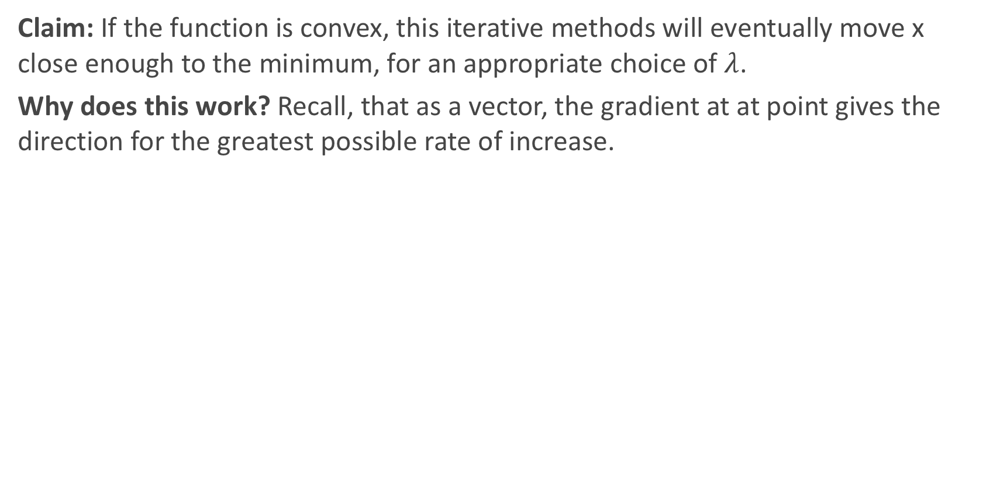 Claim: If the function is convex, this iterative methods will eventually move x
close enough to the minimum, for an appropriate choice of λ.
Why does this work? Recall, that as a vector, the gradient at at point gives the
direction for the greatest possible rate of increase.